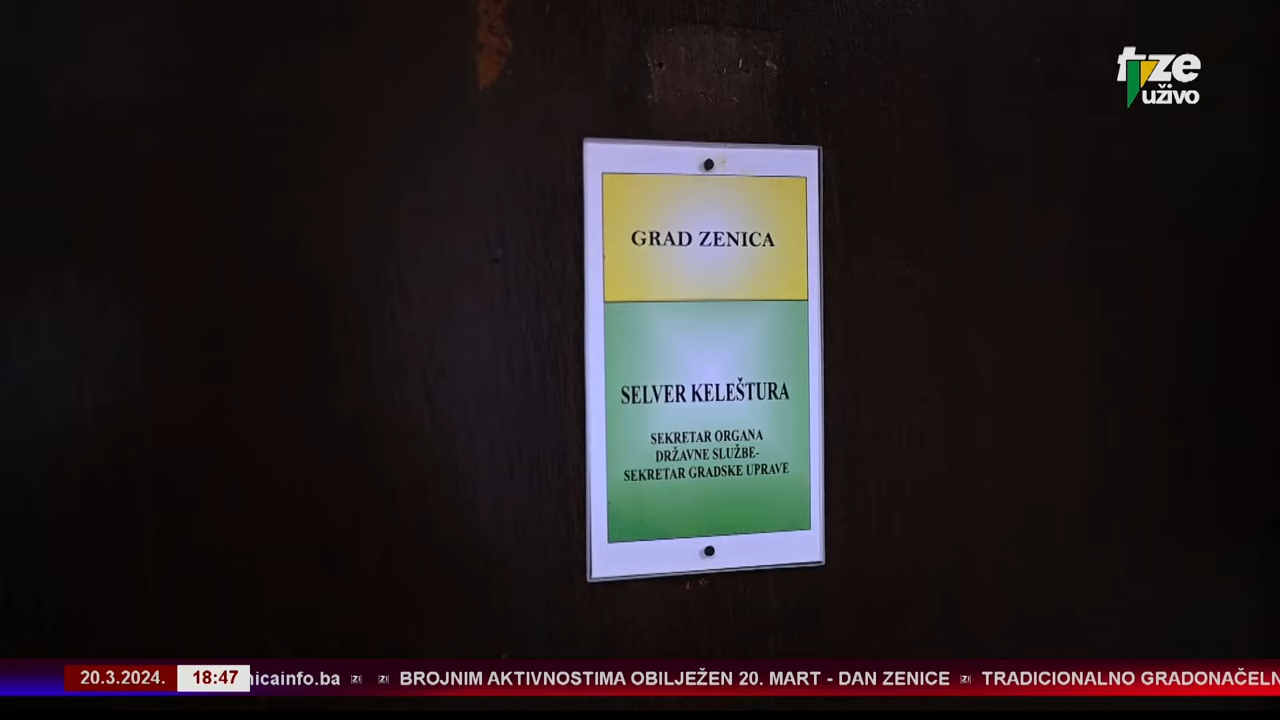 tze
uživo
GRAD ZENICA
SELVER KELEŠTURA
SEKRETAR ORGANA
DRŽAVNE SLUŽBE-
SEKRETAR GRADSKE UPRAVE
20.3.2024. 18:47 nicainfo.ba BROJNIM AKTIVNOSTIMA OBILJEŽEN 20. MART - DAN ZENICE TRADICIONALNO GRADONAČELN